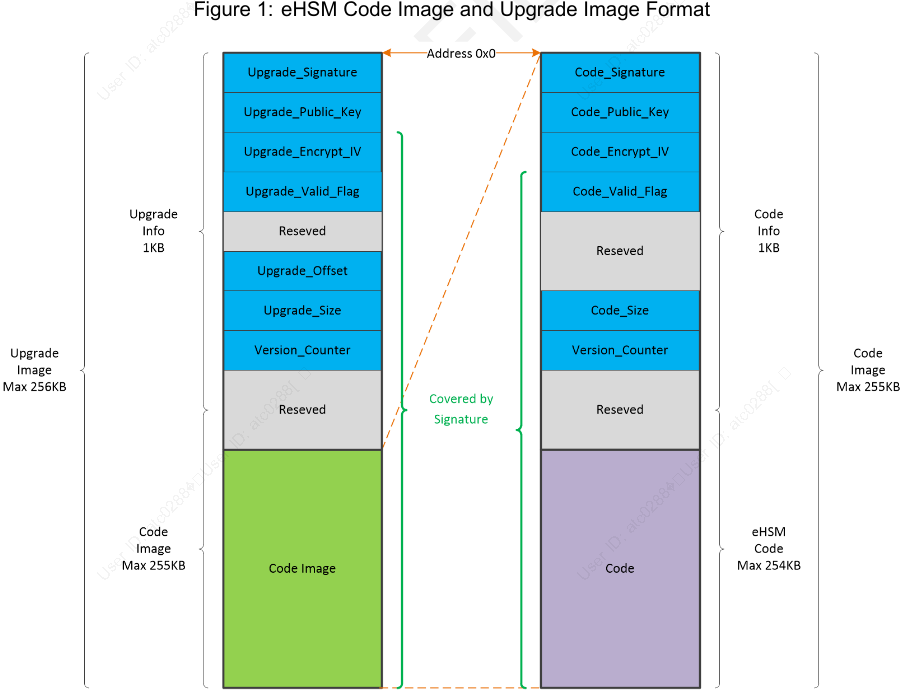 Figure 1: eHSM Code Image and Upgrade Image Format
Address 0x0
Upgrade_Signature
Upgrade_Public_Key
Upgrade_Encrypt_IV
Upgrade_Valid_Flag
Reseved
Upgrade_Offset
Upgrade_Size
Version_Counter
Reseved
Code Image
Code_Signature
Code_Public_Key
Code_Encrypt_IV
Code_Valid_Flag
Reseved
Code_Size
Version_Counter
Reseved
Code
Upgrade
Info
1KB
Upgrade
Image
Max 256KB
Code
Image
Max 255KB
Covered by
Signature
Code
Info
1KB
Code
Image
Max 255KB
eHSM
Code
Max 254KB